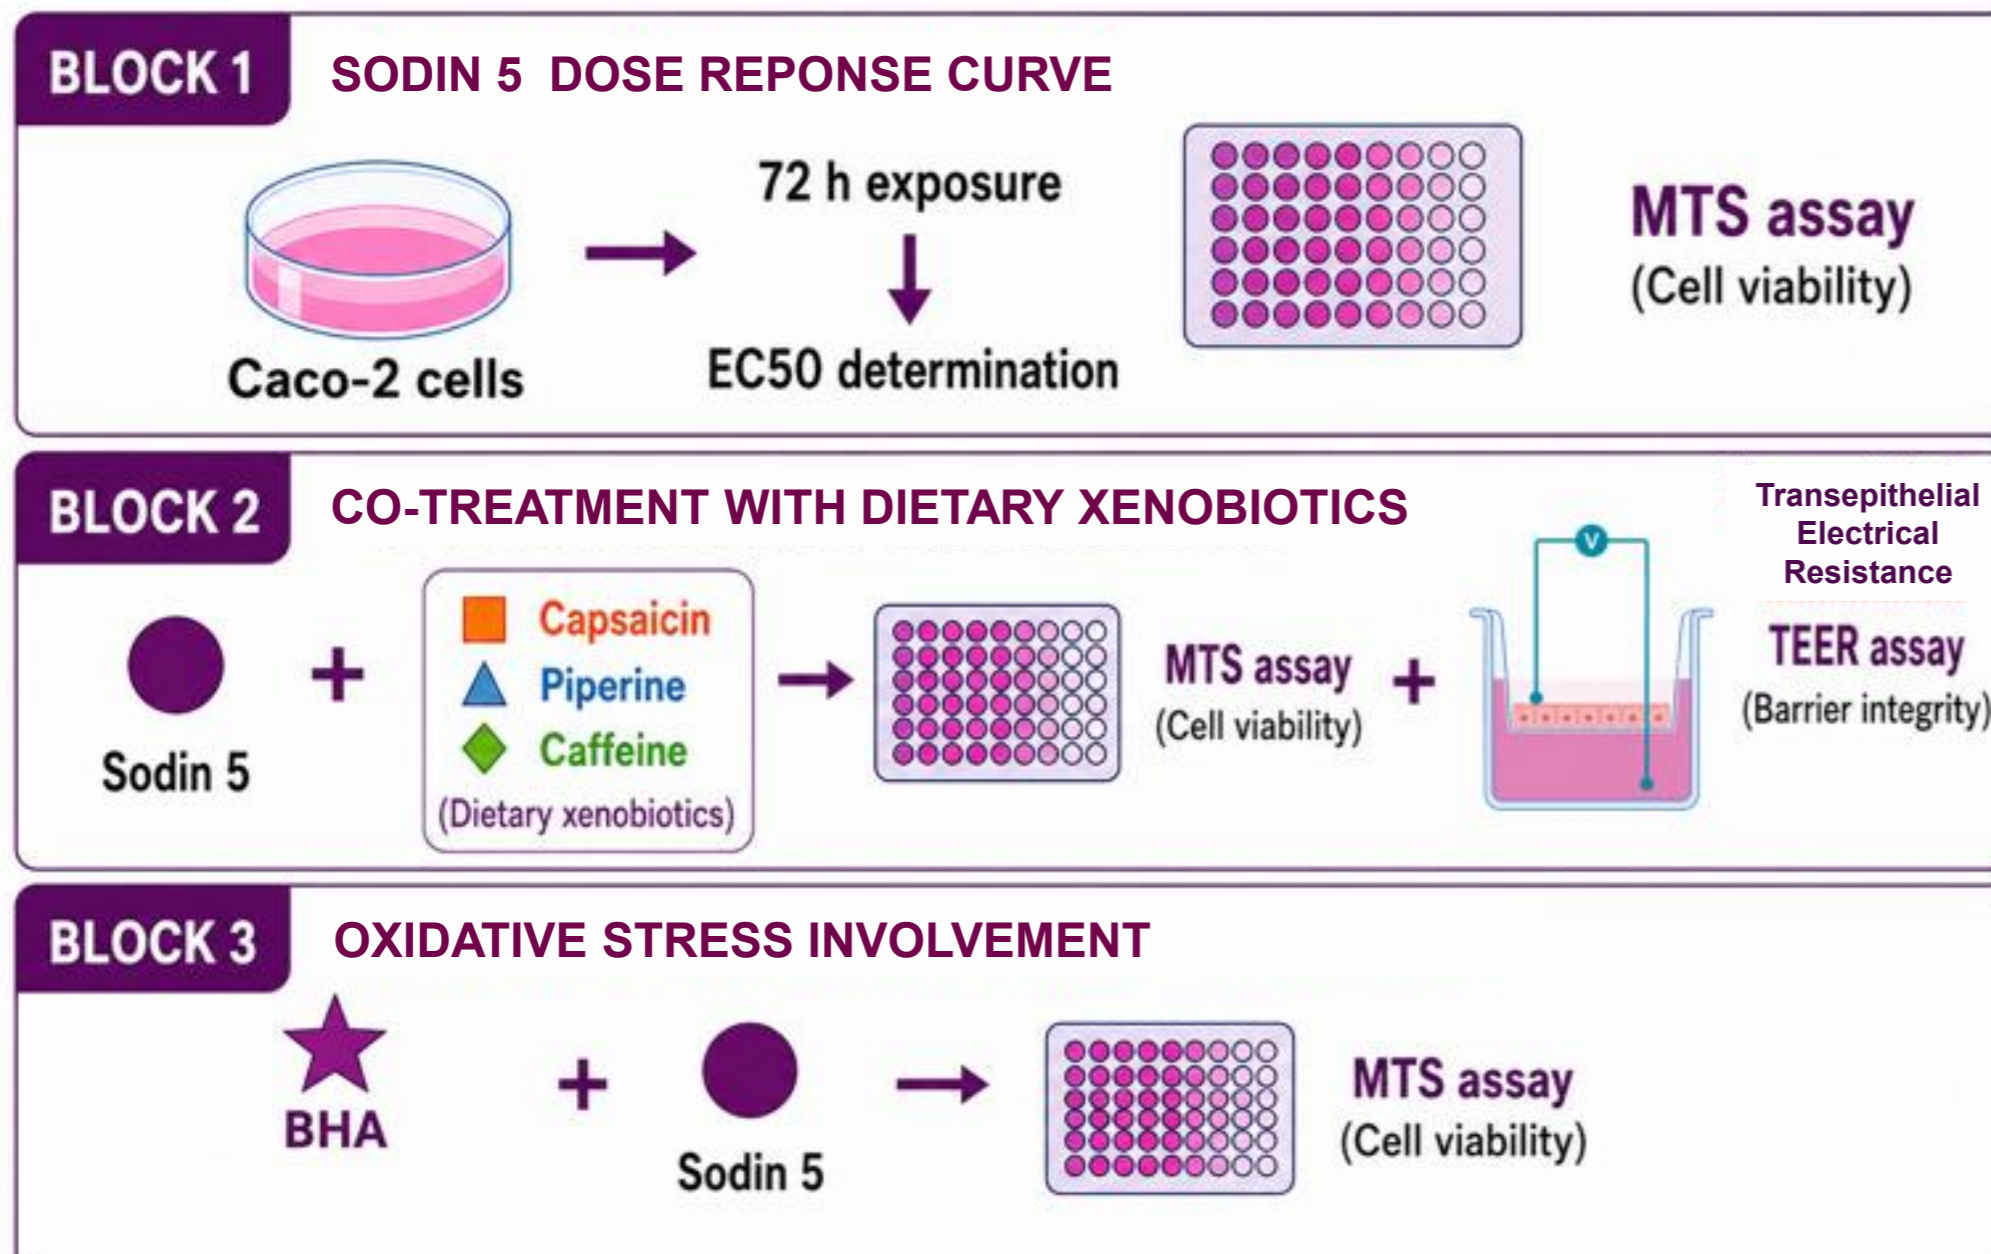 BLOCK 1
SODIN 5 DOSE REPONSE CURVE
Caco-2 cells
72 h exposure
EC50 determination
MTS assay
(Cell viability)
BLOCK 2
CO-TREATMENT WITH DIETARY XENOBIOTICS
Sodin 5
+
Capsaicin
Piperine
Caffeine
(Dietary xenobiotics)
MTS assay
(Cell viability)
+
V
Transepithelial
Electrical
Resistance
TEER assay
(Barrier integrity)
BLOCK 3
OXIDATIVE STRESS INVOLVEMENT
BHA
+
Sodin 5
MTS assay
(Cell viability)